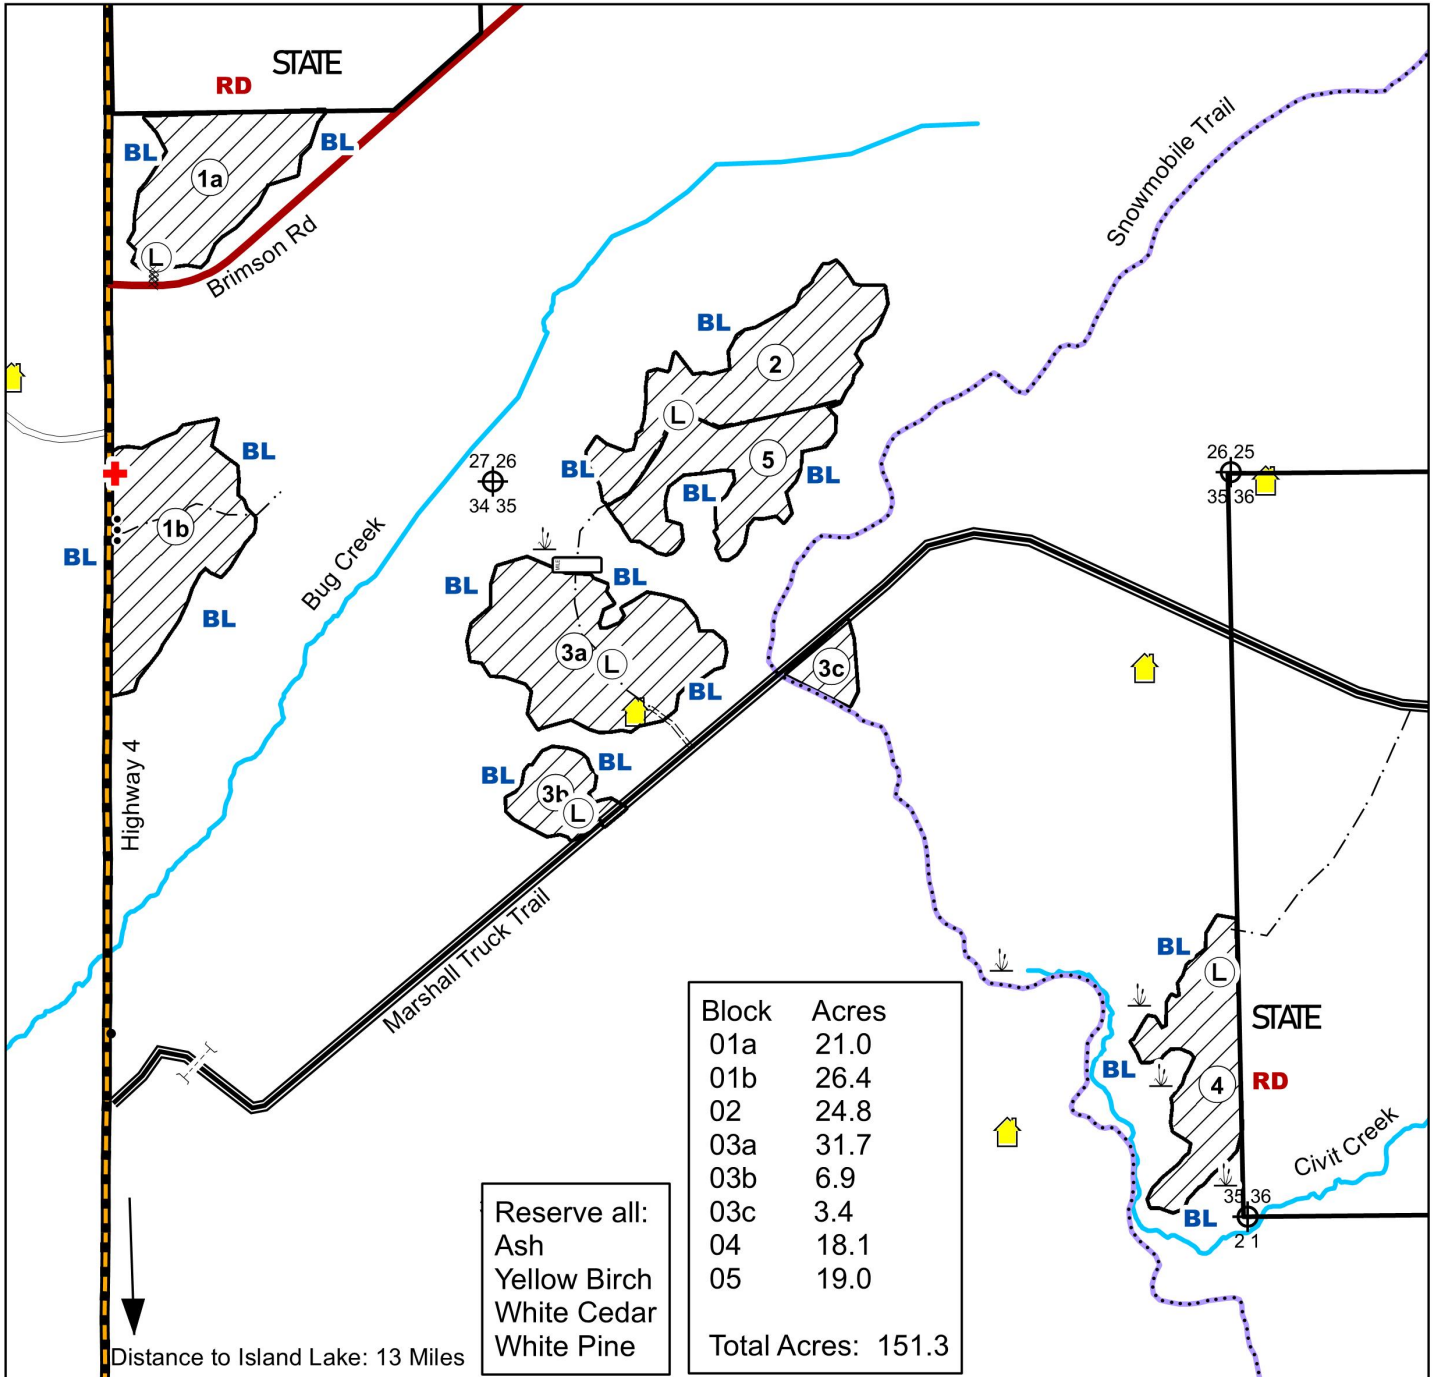 STATE
RD
BL
BL
1a
L
Brimson Rd
Snowmobile Trail
BL
2
L
BL
5
BL
BL
27 26
34 35
26 25
35 36
BL
1b
BL
BL
Bug Creek
BL
MILE
BL
3a
L
BL
3c
Highway 4
BL
BL
3b
L
Marshall Truck Trail
BL
L
STATE
BL
4
RD
Civit Creek
35 36
BL
2 1
Block Acres
01a 21.0
01b 26.4
02 24.8
03a 31.7
03b 6.9
03c 3.4
04 18.1
05 19.0
Total Acres: 151.3
Reserve all:
Ash
Yellow Birch
White Cedar
White Pine
Distance to Island Lake: 13 Miles